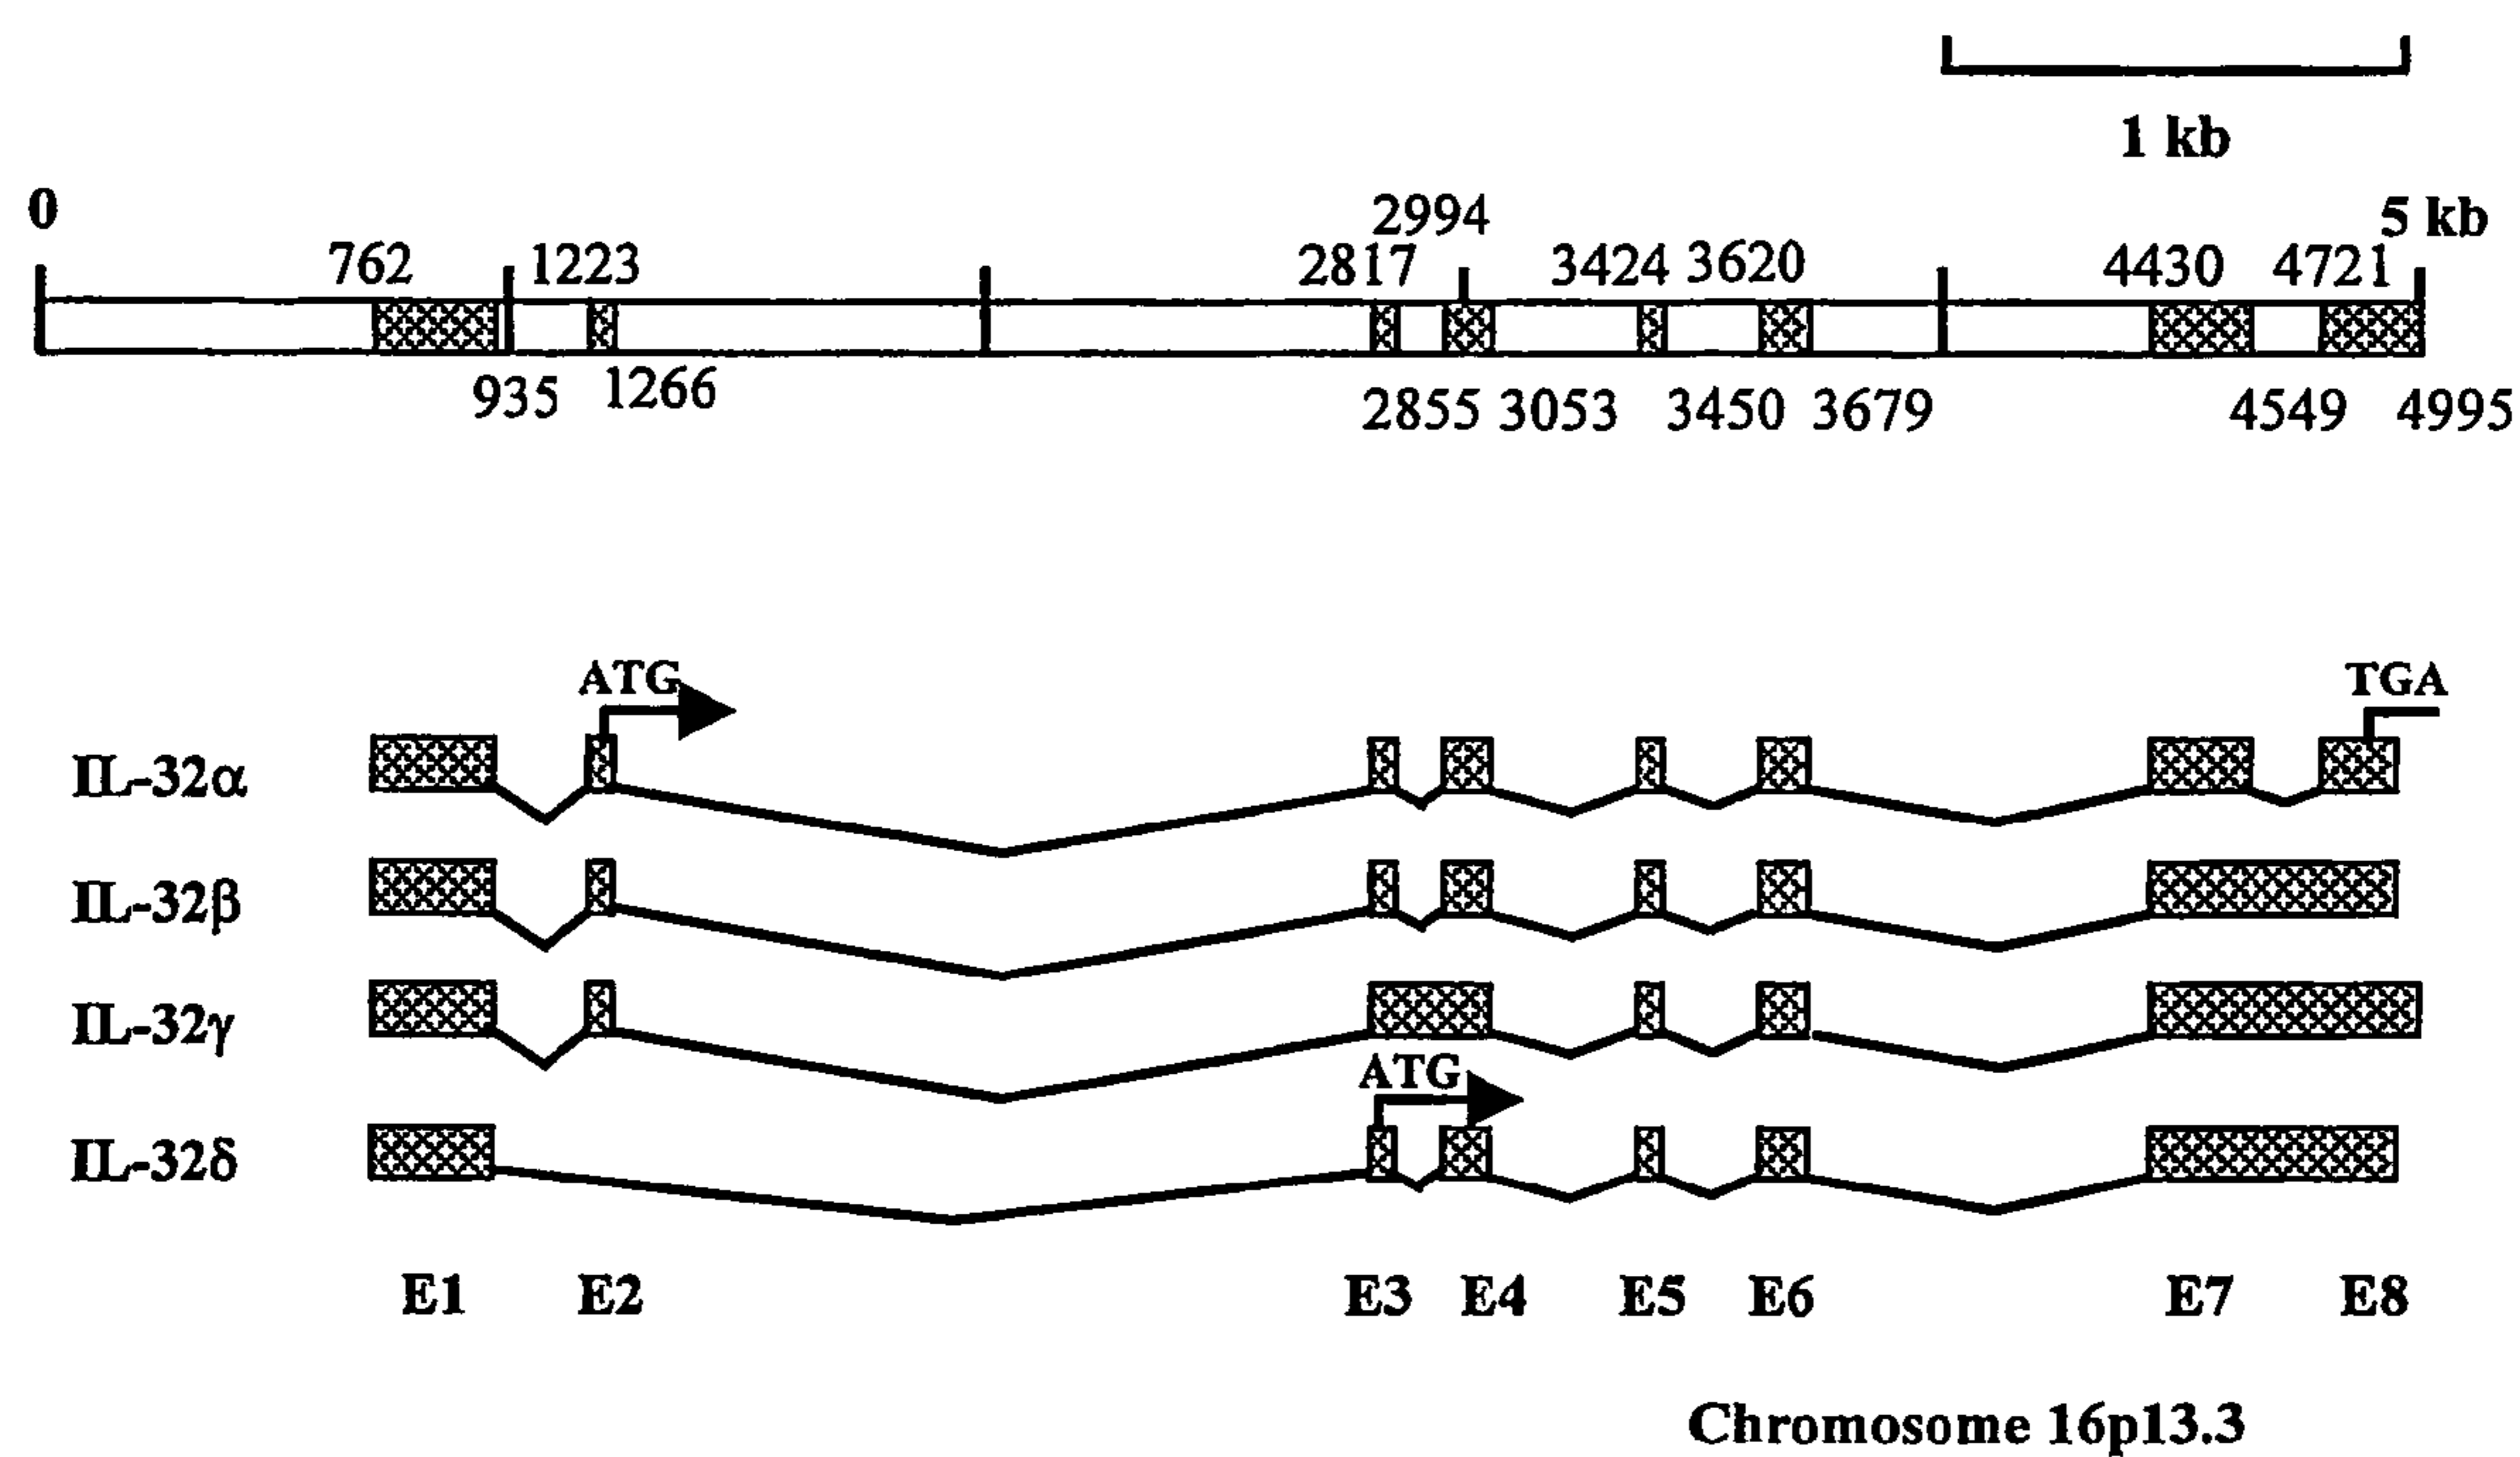 1 kb
0
2994
5 kb
762 1223 2817 3424 3620 4430 4721
935 1266 2855 3053 3450 3679 4549 4995
ATG TGA
IL-32α
IL-32β
IL-32γ
ATG
IL-32δ
E1 E2 E3 E4 E5 E6 E7 E8
Chromosome 16p13.3